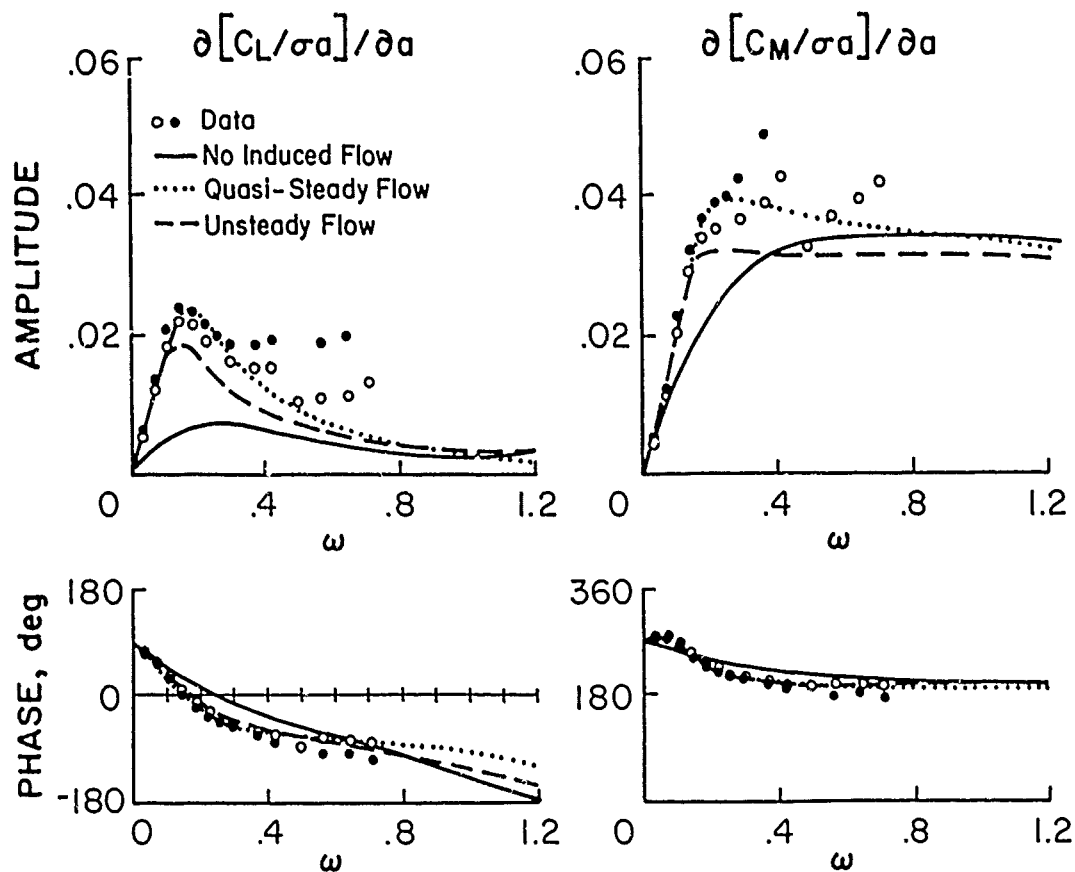 ∂[CL/σa]/∂a
∂[CM/σa]/∂a
AMPLITUDE
.06
.04
.02
Data
No Induced Flow
Quasi-Steady Flow
Unsteady Flow
0 .4 .8 1.2
ω
.06
.04
.02
0 .4 .8 1.2
ω
PHASE, deg
180
0
-180
0 .4 .8 1.2
ω
360
180
0 .4 .8 1.2
ω